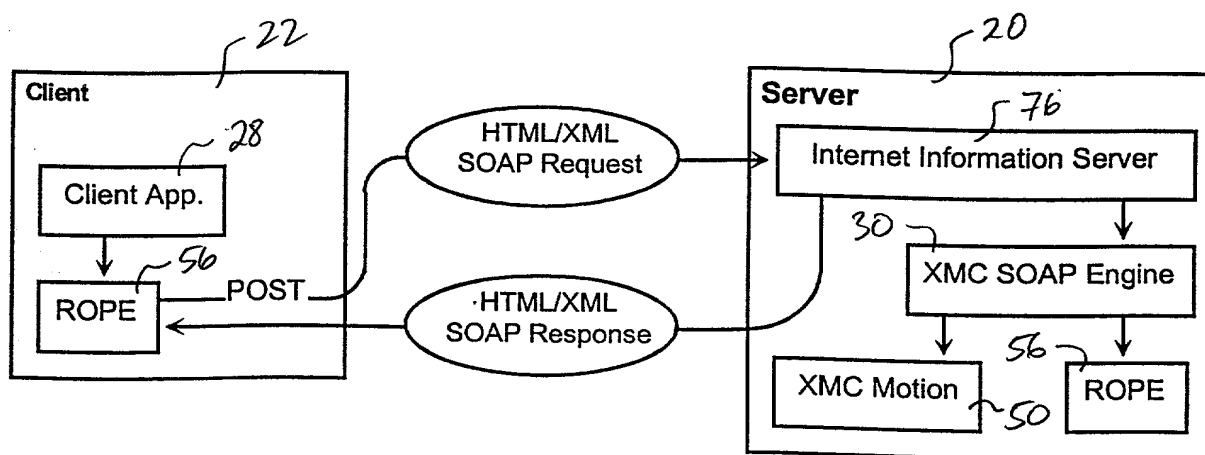 22
Client
28
Client App.
56
ROPE
POST
HTML/XML
SOAP Request
HTML/XML
SOAP Response
20
Server
76
Internet Information Server
30
XMC SOAP Engine
XMC Motion
50
56
ROPE